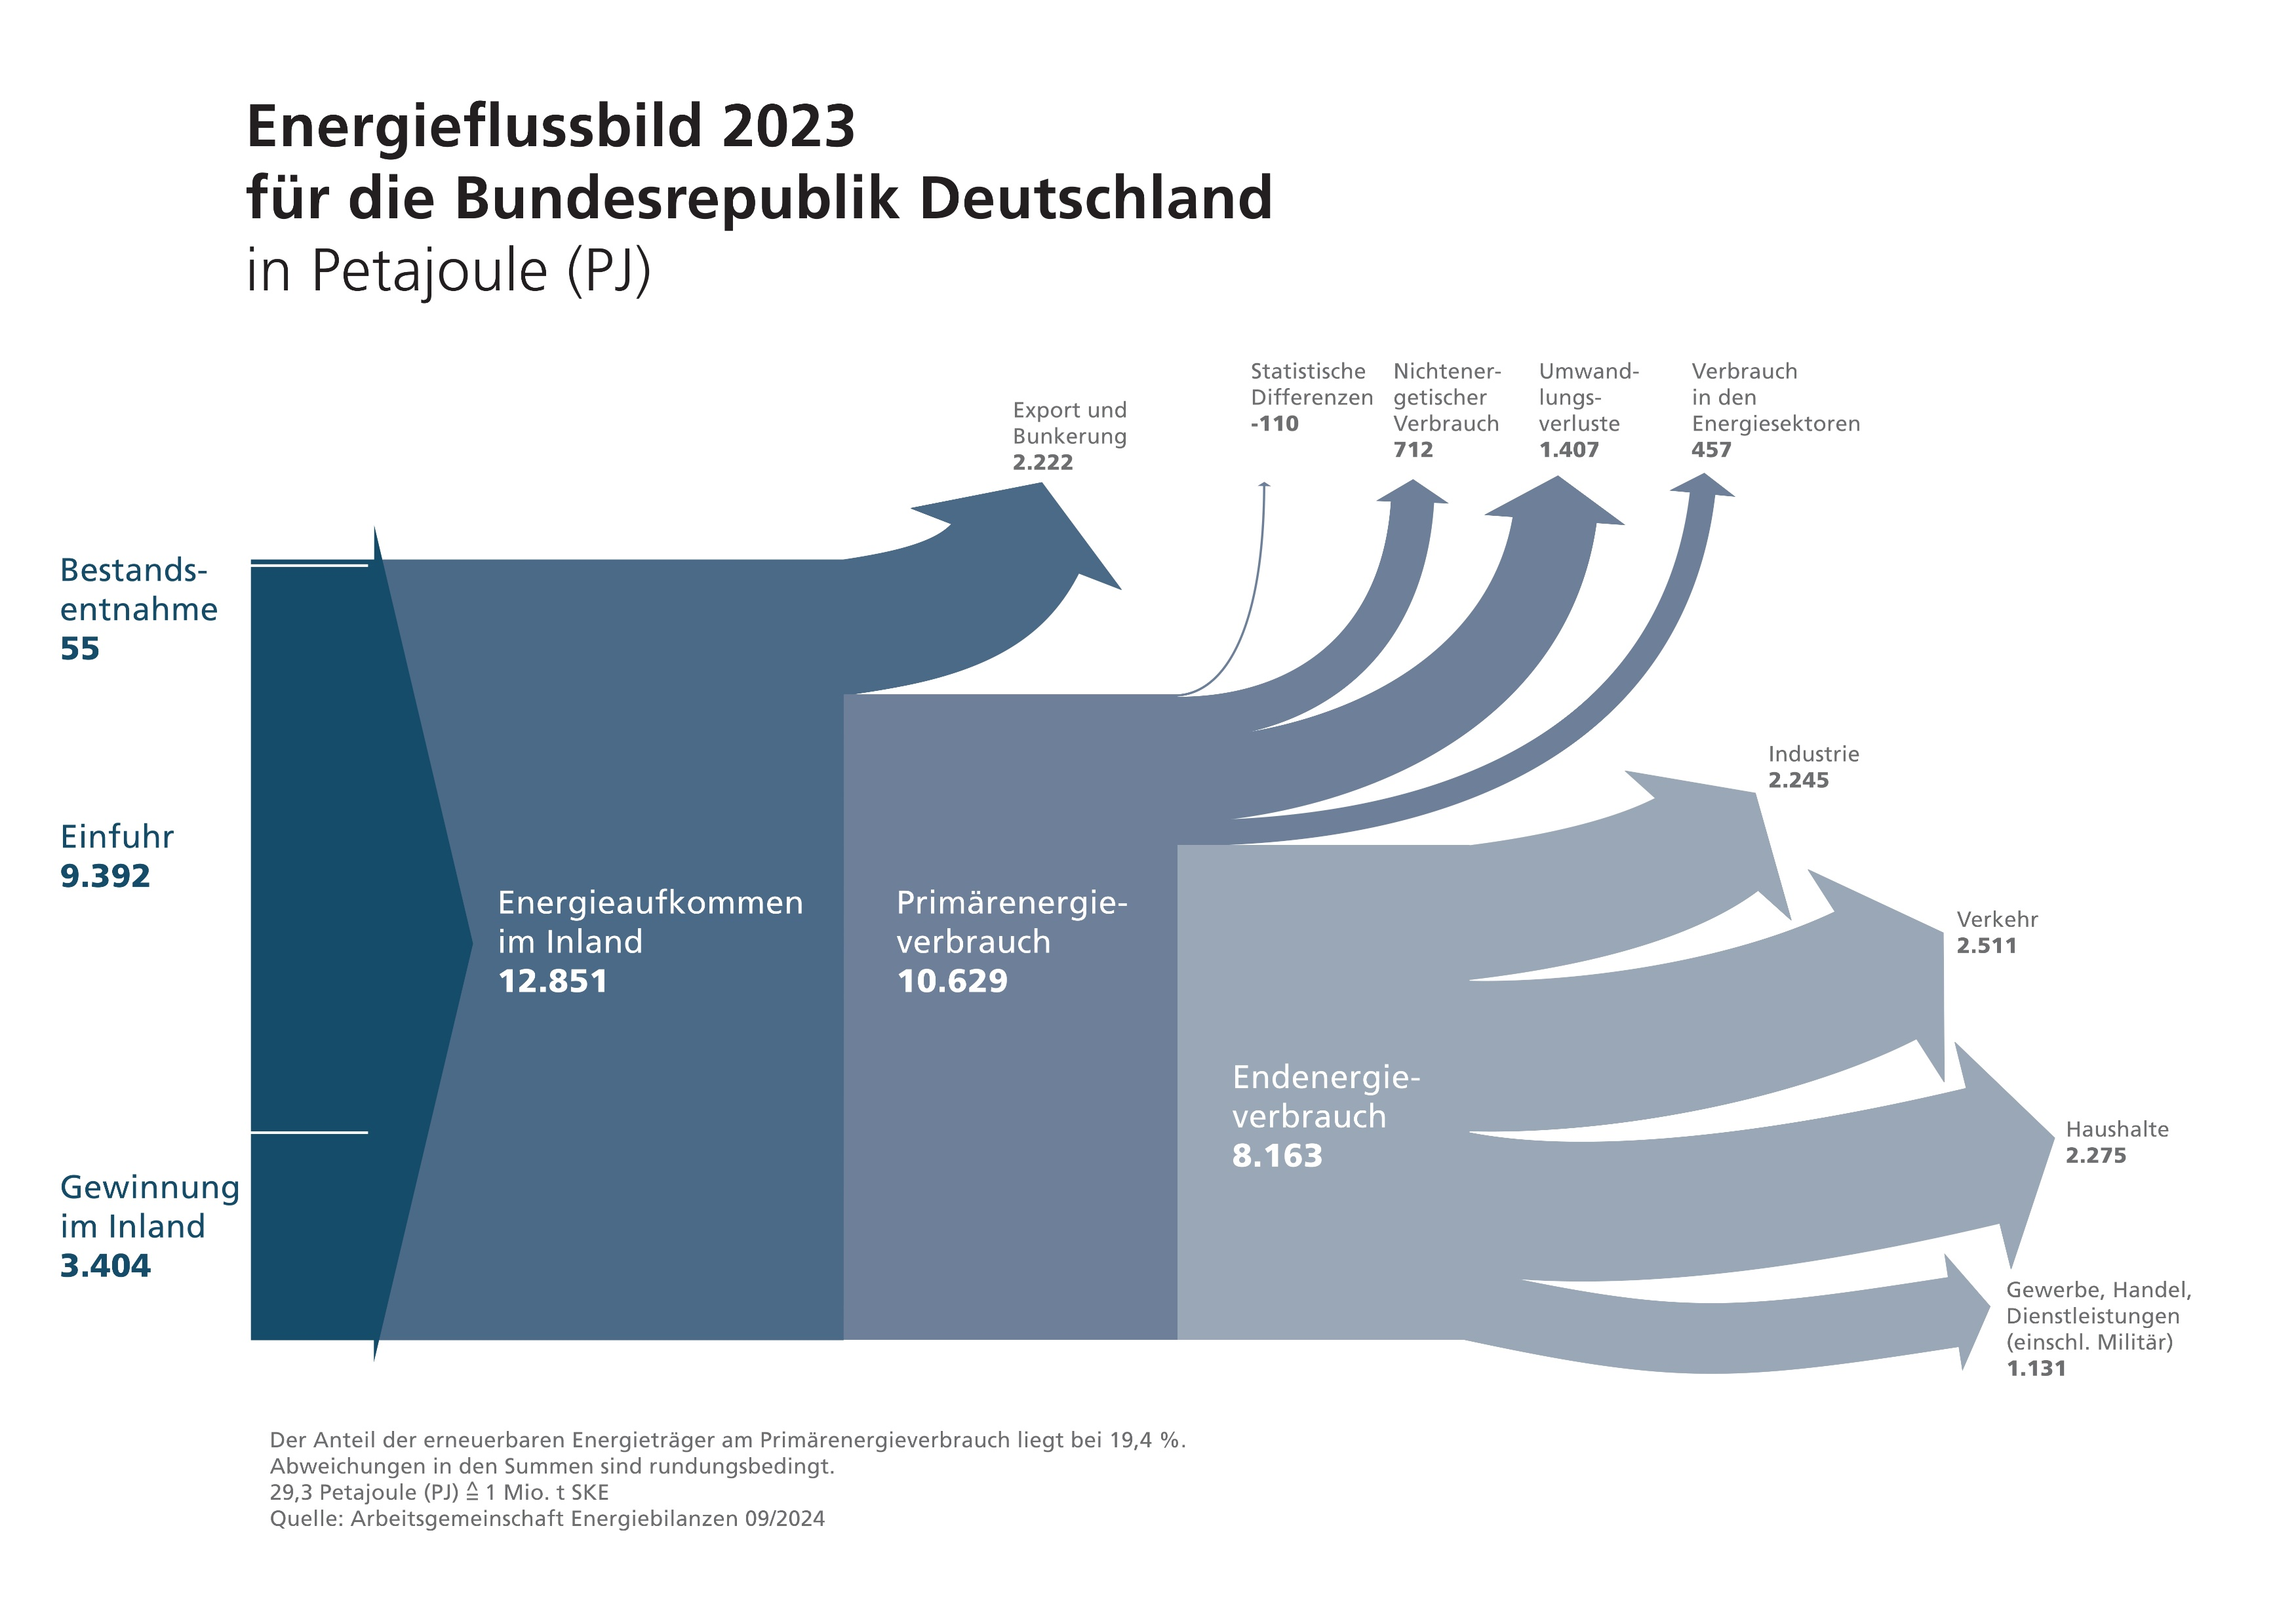 Energieflussbild 2023
für die Bundesrepublik Deutschland
in Petajoule (PJ)
Bestands-
entnahme
55
Einfuhr
9.392
Gewinnung
im Inland
3.404
Energieaufkommen
im Inland
12.851
Export und
Bunkerung
2.222
Primärenergie-
verbrauch
10.629
Statistische
Differenzen
-110
Nichtener-
getischer
Verbrauch
712
Umwand-
lungs-
verluste
1.407
Verbrauch
in den
Energiesektoren
457
Endenergie-
verbrauch
8.163
Industrie
2.245
Verkehr
2.511
Haushalte
2.275
Gewerbe, Handel,
Dienstleistungen
(einschl. Militär)
1.131
Der Anteil der erneuerbaren Energieträger am Primärenergieverbrauch liegt bei 19,4 %.
Abweichungen in den Summen sind rundungsbedingt.
29,3 Petajoule (PJ) ≙ 1 Mio. t SKE
Quelle: Arbeitsgemeinschaft Energiebilanzen 09/2024